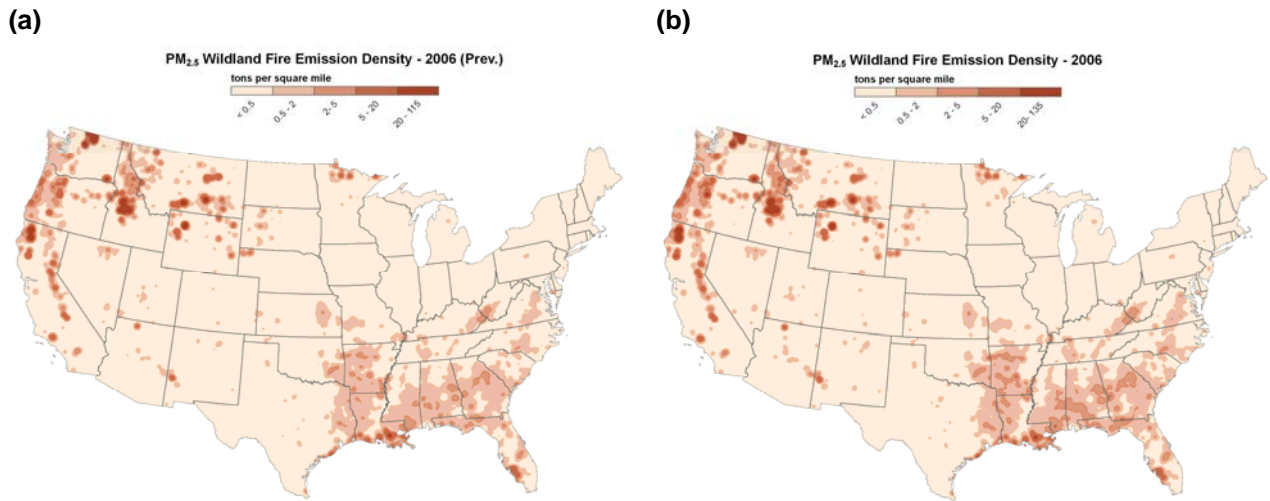 (a)
PM2.5 Wildland Fire Emission Density - 2006 (Prev.)
tons per square mile
< 0.5 0.5 - 2 2- 5 5 - 20 20 - 115
(b)
PM2.5 Wildland Fire Emission Density - 2006
tons per square mile
< 0.5 0.5 - 2 2 - 5 5 - 20 20- 135